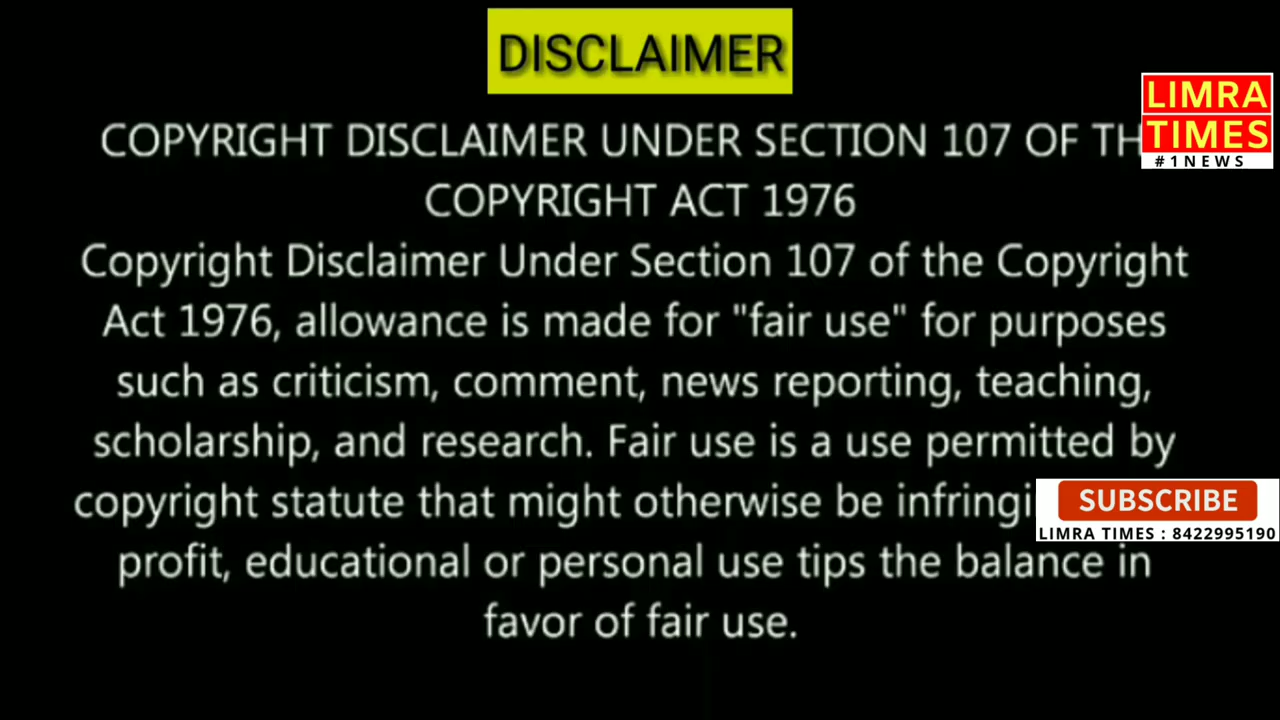 DISCLAIMER
LIMRA
TIMES
#1NEWS
COPYRIGHT DISCLAIMER UNDER SECTION 107 OF TH
COPYRIGHT ACT 1976
Copyright Disclaimer Under Section 107 of the Copyright
Act 1976, allowance is made for "fair use" for purposes
such as criticism, comment, news reporting, teaching,
scholarship, and research. Fair use is a use permitted by
copyright statute that might otherwise be infringi
SUBSCRIBE
LIMRA TIMES : 8422995190
profit, educational or personal use tips the balance in
favor of fair use.